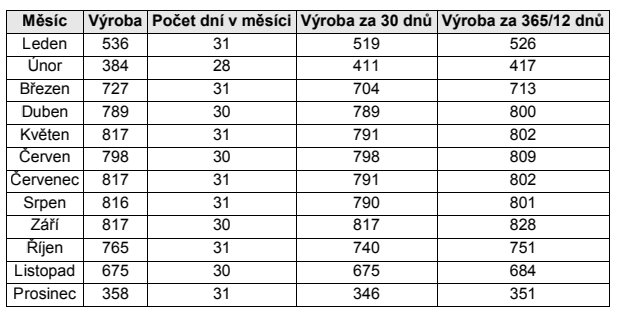 Měsíc Výroba Počet dní v měsíci Výroba za 30 dnů Výroba za 365/12 dnů
Leden 536 31 519 526
Únor 384 28 411 417
Březen 727 31 704 713
Duben 789 30 789 800
Květen 817 31 791 802
Červen 798 30 798 809
Červenec 817 31 791 802
Srpen 816 31 790 801
Září 817 30 817 828
Říjen 765 31 740 751
Listopad 675 30 675 684
Prosinec 358 31 346 351